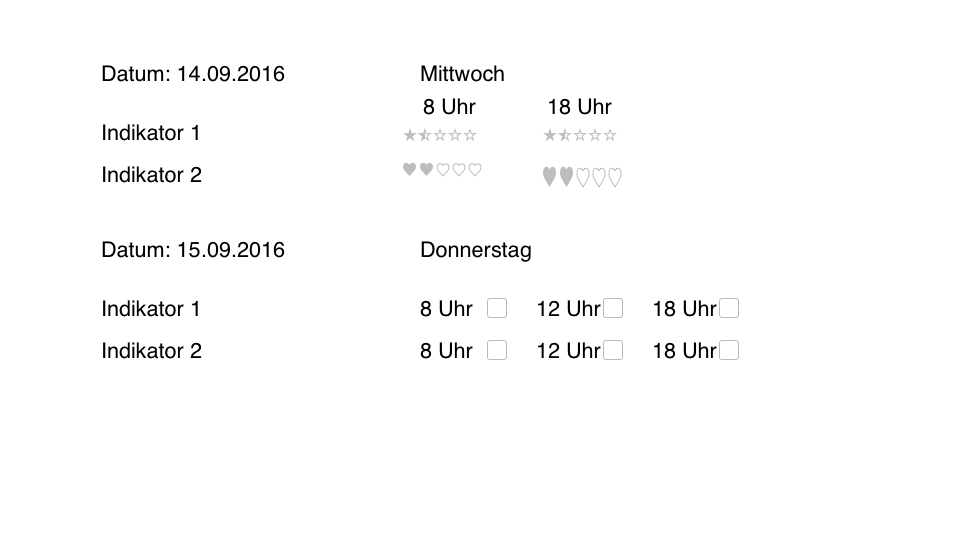 Datum: 14.09.2016 Mittwoch
8 Uhr 18 Uhr
Indikator 1
Indikator 2
Datum: 15.09.2016 Donnerstag
Indikator 1 8 Uhr 12 Uhr 18 Uhr
Indikator 2 8 Uhr 12 Uhr 18 Uhr